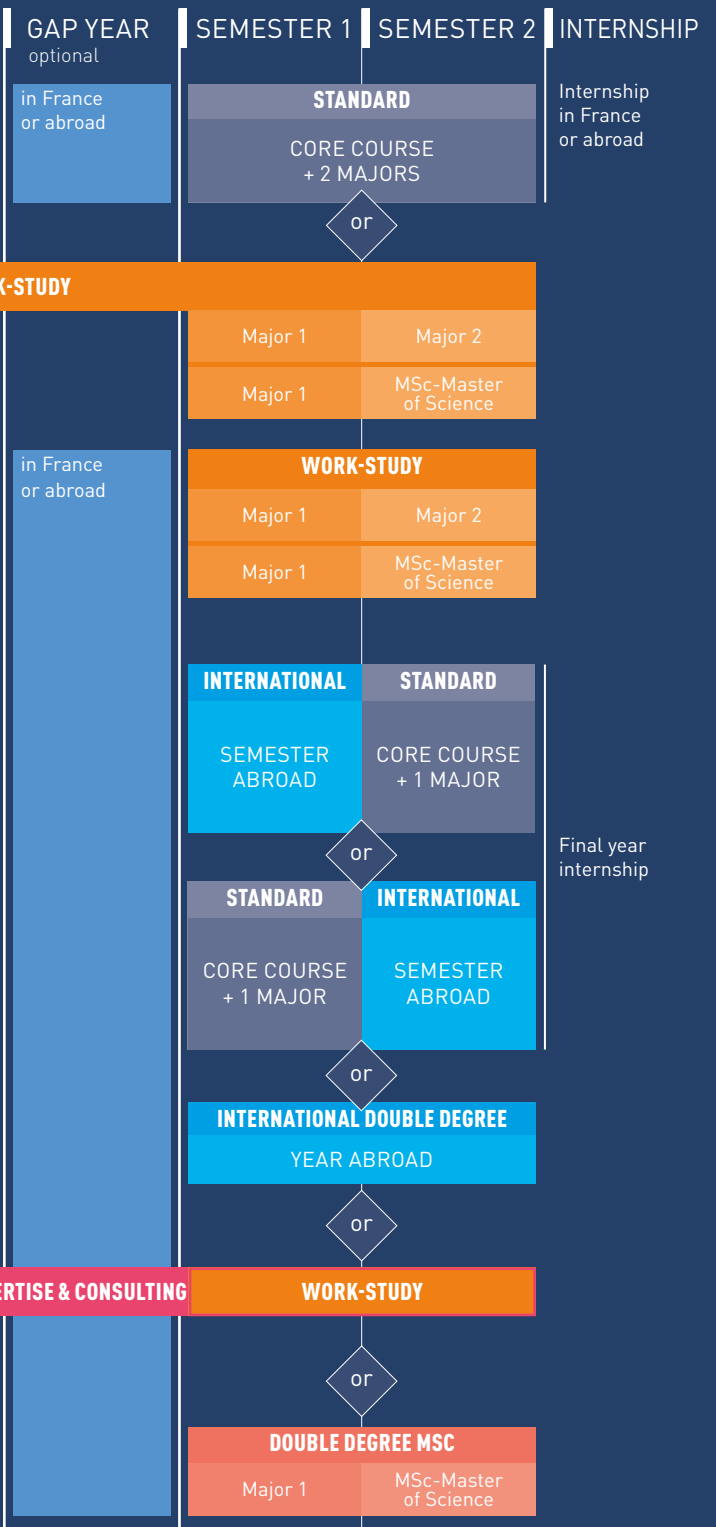 GAP YEAR
optional
SEMESTER 1
SEMESTER 2
INTERNSHIP
in France
or abroad
STANDARD
CORE COURSE
+ 2 MAJORS
Internship
in France
or abroad
or
K-STUDY
Major 1
Major 2
Major 1
MSc-Master
of Science
in France
or abroad
WORK-STUDY
Major 1
Major 2
Major 1
MSc-Master
of Science
INTERNATIONAL
STANDARD
SEMESTER
ABROAD
CORE COURSE
+ 1 MAJOR
or
Final year
internship
STANDARD
INTERNATIONAL
CORE COURSE
+ 1 MAJOR
SEMESTER
ABROAD
or
INTERNATIONAL DOUBLE DEGREE
YEAR ABROAD
or
ERTISE & CONSULTING
WORK-STUDY
or
DOUBLE DEGREE MSC
Major 1
MSc-Master
of Science